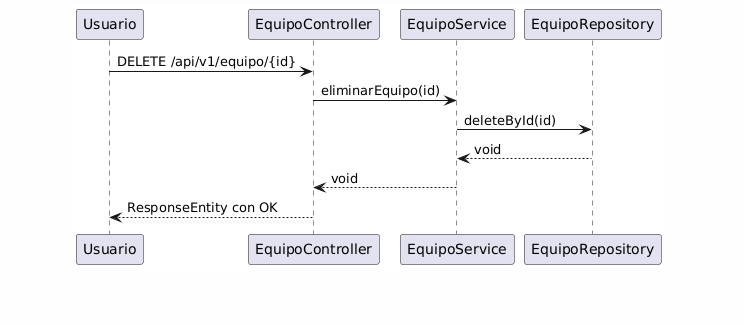 Usuario EquipoController EquipoService EquipoRepository
DELETE /api/v1/equipo/{id}
eliminarEquipo(id)
deleteById(id)
void
void
ResponseEntity con OK
Usuario EquipoController EquipoService EquipoRepository